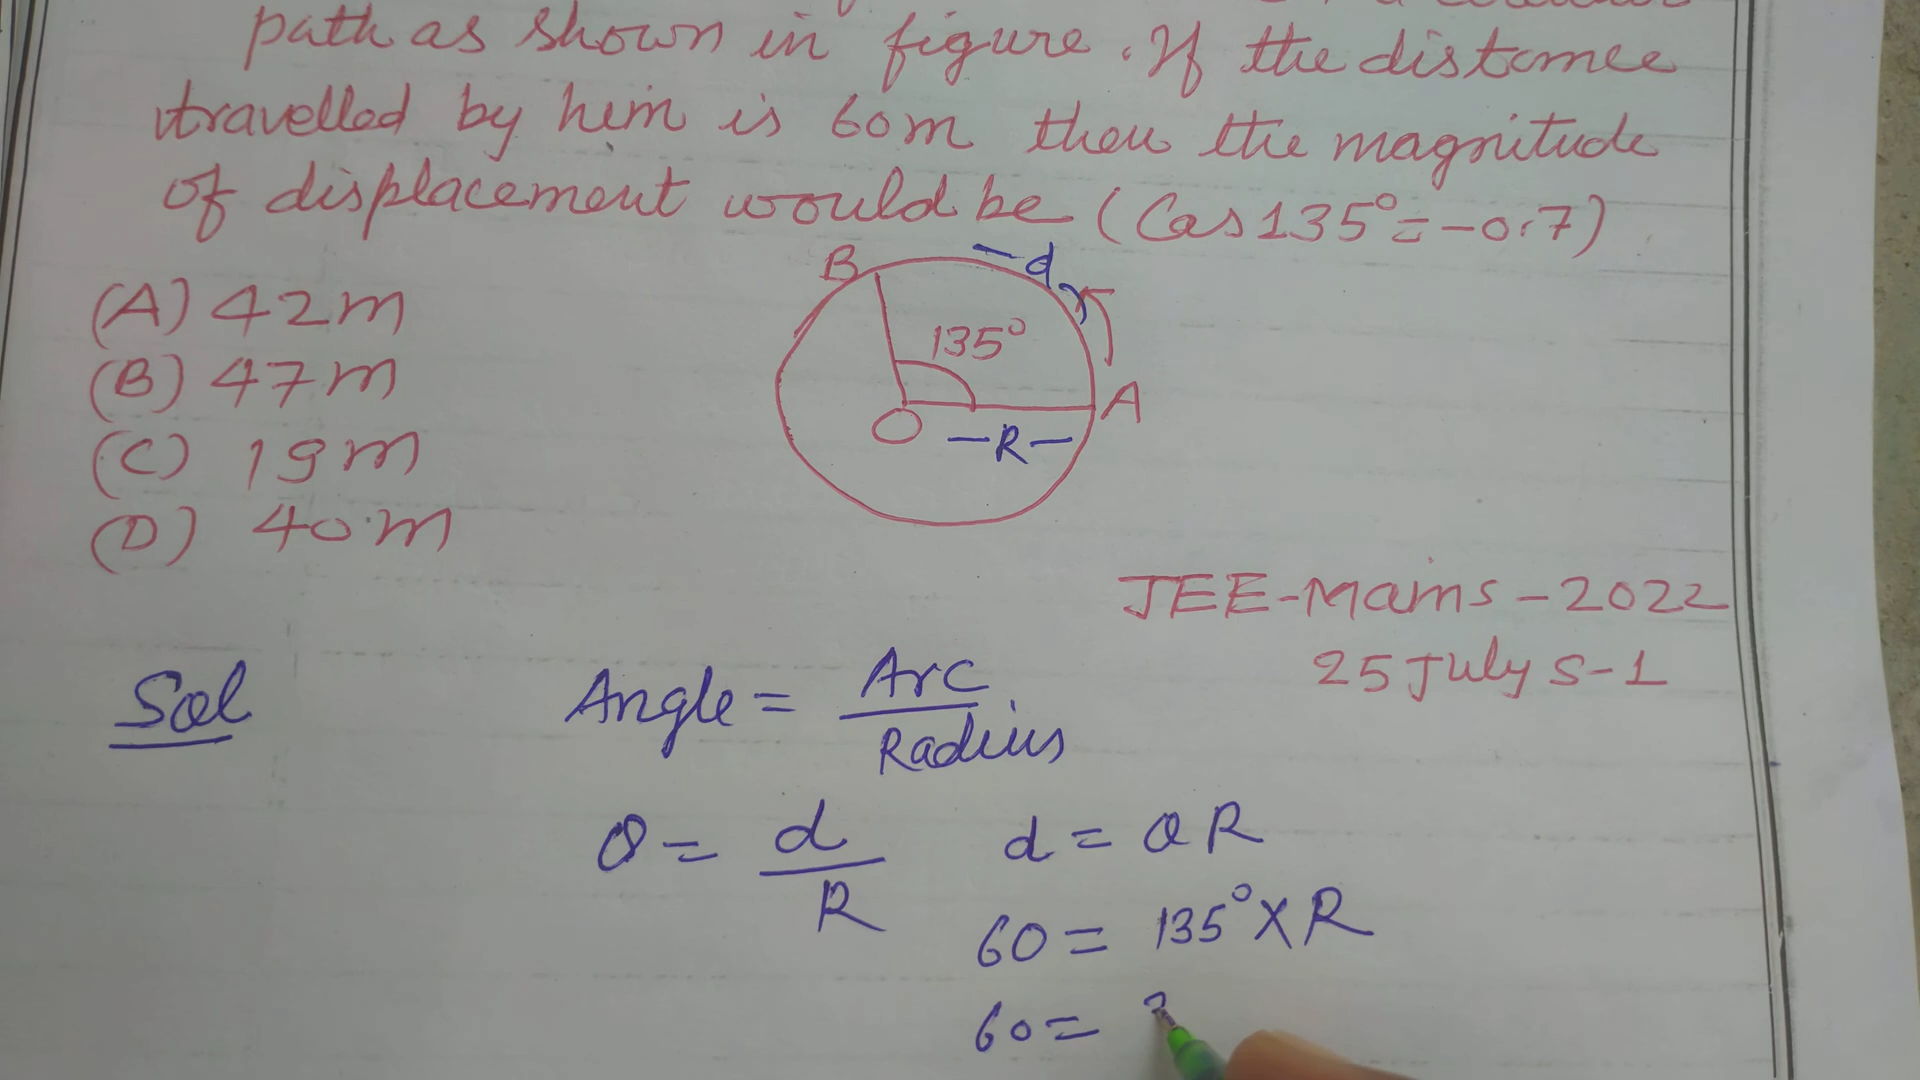 path as shown in figure. If the distance
travelled by him is 60m then the magnitude
of displacement would be (Cos 135° = -0.7)
(A) 42m
(B) 47m
(C) 19m
(D) 40m
B
d
135°
A
O
R
JEE-Mains-2022
25 July S-1
Sol
Angle = Arc
Radius
θ = d
R
d = θR
60 = 135° X R
60 =